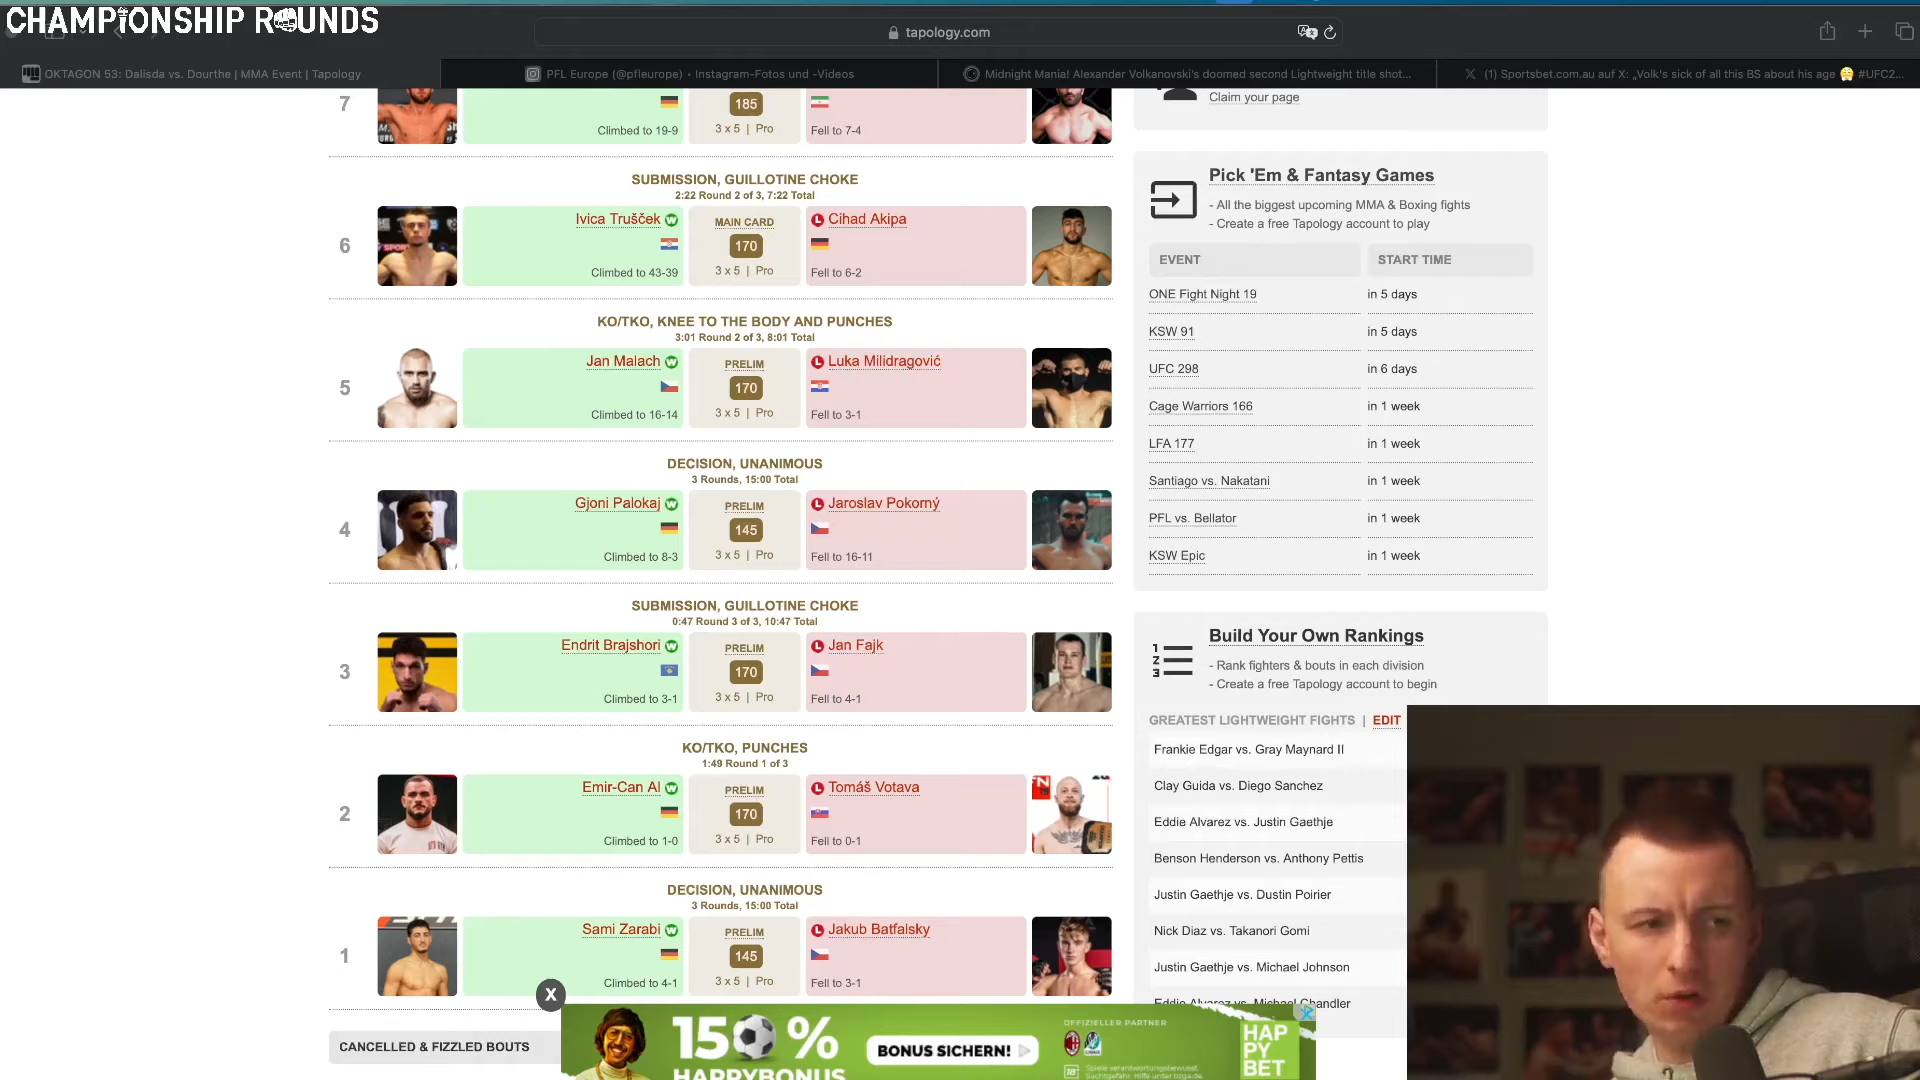 CHAMPIONSHIP ROUNDS
tapology.com
OKTAGON 53: Dalisda vs. Dourthe | MMA Event | Tapology
PFL Europe (@pfleurope) • Instagram-Fotos und -Videos
Midnight Mania! Alexander Volkanovski's doomed second Lightweight title shot...
(1) Sportsbet.com.au auf X: „Volk's sick of all this BS about his age 😤 #UFC2...
7
185
Climbed to 19-9
3 x 5 | Pro
Fell to 7-4
SUBMISSION, GUILLOTINE CHOKE
2:22 Round 2 of 3, 7:22 Total
6
Ivica Trušček W
MAIN CARD
L Cihad Akipa
170
Climbed to 43-39
3 x 5 | Pro
Fell to 6-2
KO/TKO, KNEE TO THE BODY AND PUNCHES
3:01 Round 2 of 3, 8:01 Total
5
Jan Malach W
PRELIM
L Luka Milidragović
170
Climbed to 16-14
3 x 5 | Pro
Fell to 3-1
DECISION, UNANIMOUS
3 Rounds, 15:00 Total
4
Gjoni Palokaj W
PRELIM
L Jaroslav Pokorný
145
Climbed to 8-3
3 x 5 | Pro
Fell to 16-11
SUBMISSION, GUILLOTINE CHOKE
0:47 Round 3 of 3, 10:47 Total
3
Endrit Brajshori W
PRELIM
L Jan Fajk
170
Climbed to 3-1
3 x 5 | Pro
Fell to 4-1
KO/TKO, PUNCHES
1:49 Round 1 of 3
2
Emir-Can Al W
PRELIM
L Tomáš Votava
170
Climbed to 1-0
3 x 5 | Pro
Fell to 0-1
DECISION, UNANIMOUS
3 Rounds, 15:00 Total
1
Sami Zarabi W
PRELIM
L Jakub Batfalsky
145
Climbed to 4-1
3 x 5 | Pro
Fell to 3-1
CANCELLED & FIZZLED BOUTS
Claim your page
Pick 'Em & Fantasy Games
- All the biggest upcoming MMA & Boxing fights
- Create a free Tapology account to play
EVENT START TIME
ONE Fight Night 19 in 5 days
KSW 91 in 5 days
UFC 298 in 6 days
Cage Warriors 166 in 1 week
LFA 177 in 1 week
Santiago vs. Nakatani in 1 week
PFL vs. Bellator in 1 week
KSW Epic in 1 week
Build Your Own Rankings
- Rank fighters & bouts in each division
- Create a free Tapology account to begin
GREATEST LIGHTWEIGHT FIGHTS | EDIT
Frankie Edgar vs. Gray Maynard II
Clay Guida vs. Diego Sanchez
Eddie Alvarez vs. Justin Gaethje
Benson Henderson vs. Anthony Pettis
Justin Gaethje vs. Dustin Poirier
Nick Diaz vs. Takanori Gomi
Justin Gaethje vs. Michael Johnson
Eddie Alvarez vs. Michael Chandler
X
150 %
HAPPYBONUS
BONUS SICHERN!
OFFIZIELLER PARTNER
HAP
PY
BET